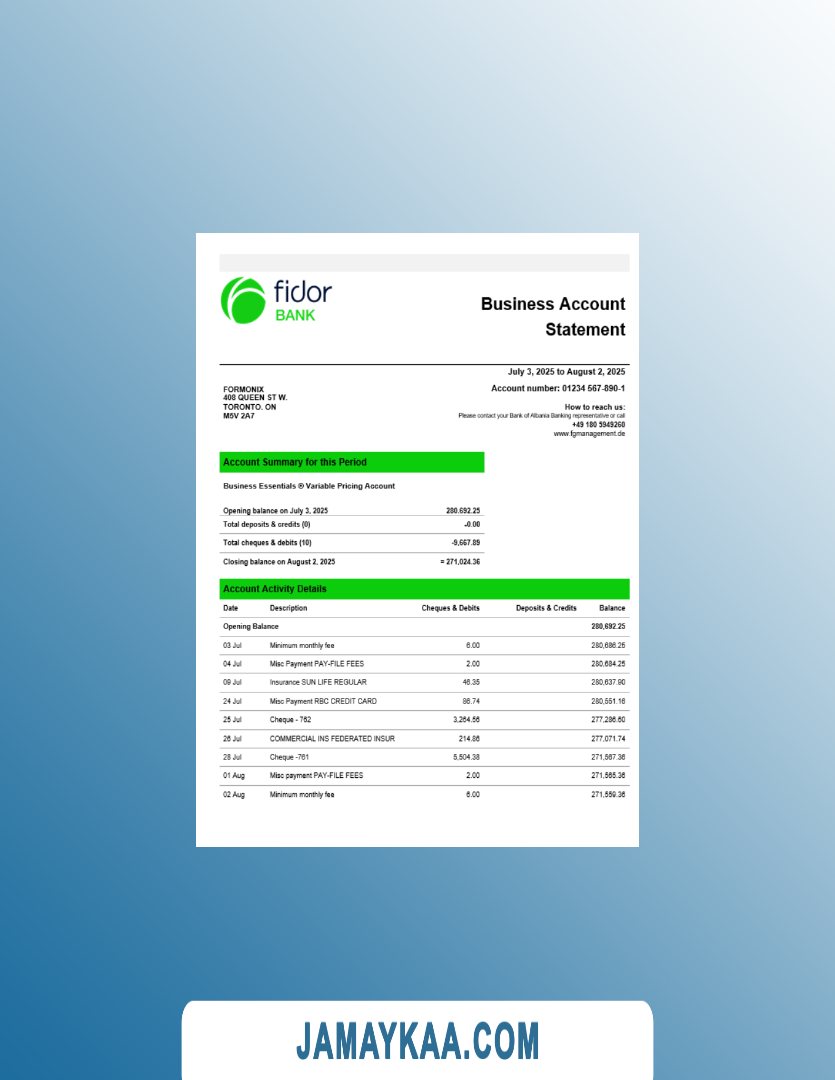 fidor
BANK
Business Account
Statement
July 3, 2025 to August 2, 2025
FORMONIX
408 QUEEN ST W.
TORONTO. ON
M5V 2A7
Account number: 01234 567-890-1
How to reach us:
Please contact your Bank of Albania Banking representative or call
+49 180 5949260
www.fgmanagement.de
Account Summary for this Period
Business Essentials ® Variable Pricing Account
Opening balance on July 3, 2025 280.692.25
Total deposits & credits (0) -0.00
Total cheques & debits (10) -9,667.89
Closing balance on August 2, 2025 = 271,024.36
Account Activity Details
Date Description Cheques & Debits Deposits & Credits Balance
Opening Balance 280,692.25
03 Jul Minimum monthly fee 6.00 280,686.25
04 Jul Misc Payment PAY-FILE FEES 2.00 280,684.25
09 Jul Insurance SUN LIFE REGULAR 46.35 280,637.90
24 Jul Misc Payment RBC CREDIT CARD 86.74 280,551.16
25 Jul Cheque - 762 3,264.56 277,286.60
26 Jul COMMERCIAL INS FEDERATED INSUR 214.86 277,071.74
28 Jul Cheque -761 5,504.38 271,567.36
01 Aug Misc payment PAY-FILE FEES 2.00 271,565.36
02 Aug Minimum monthly fee 6.00 271,559.36
JAMAYKAA.COM